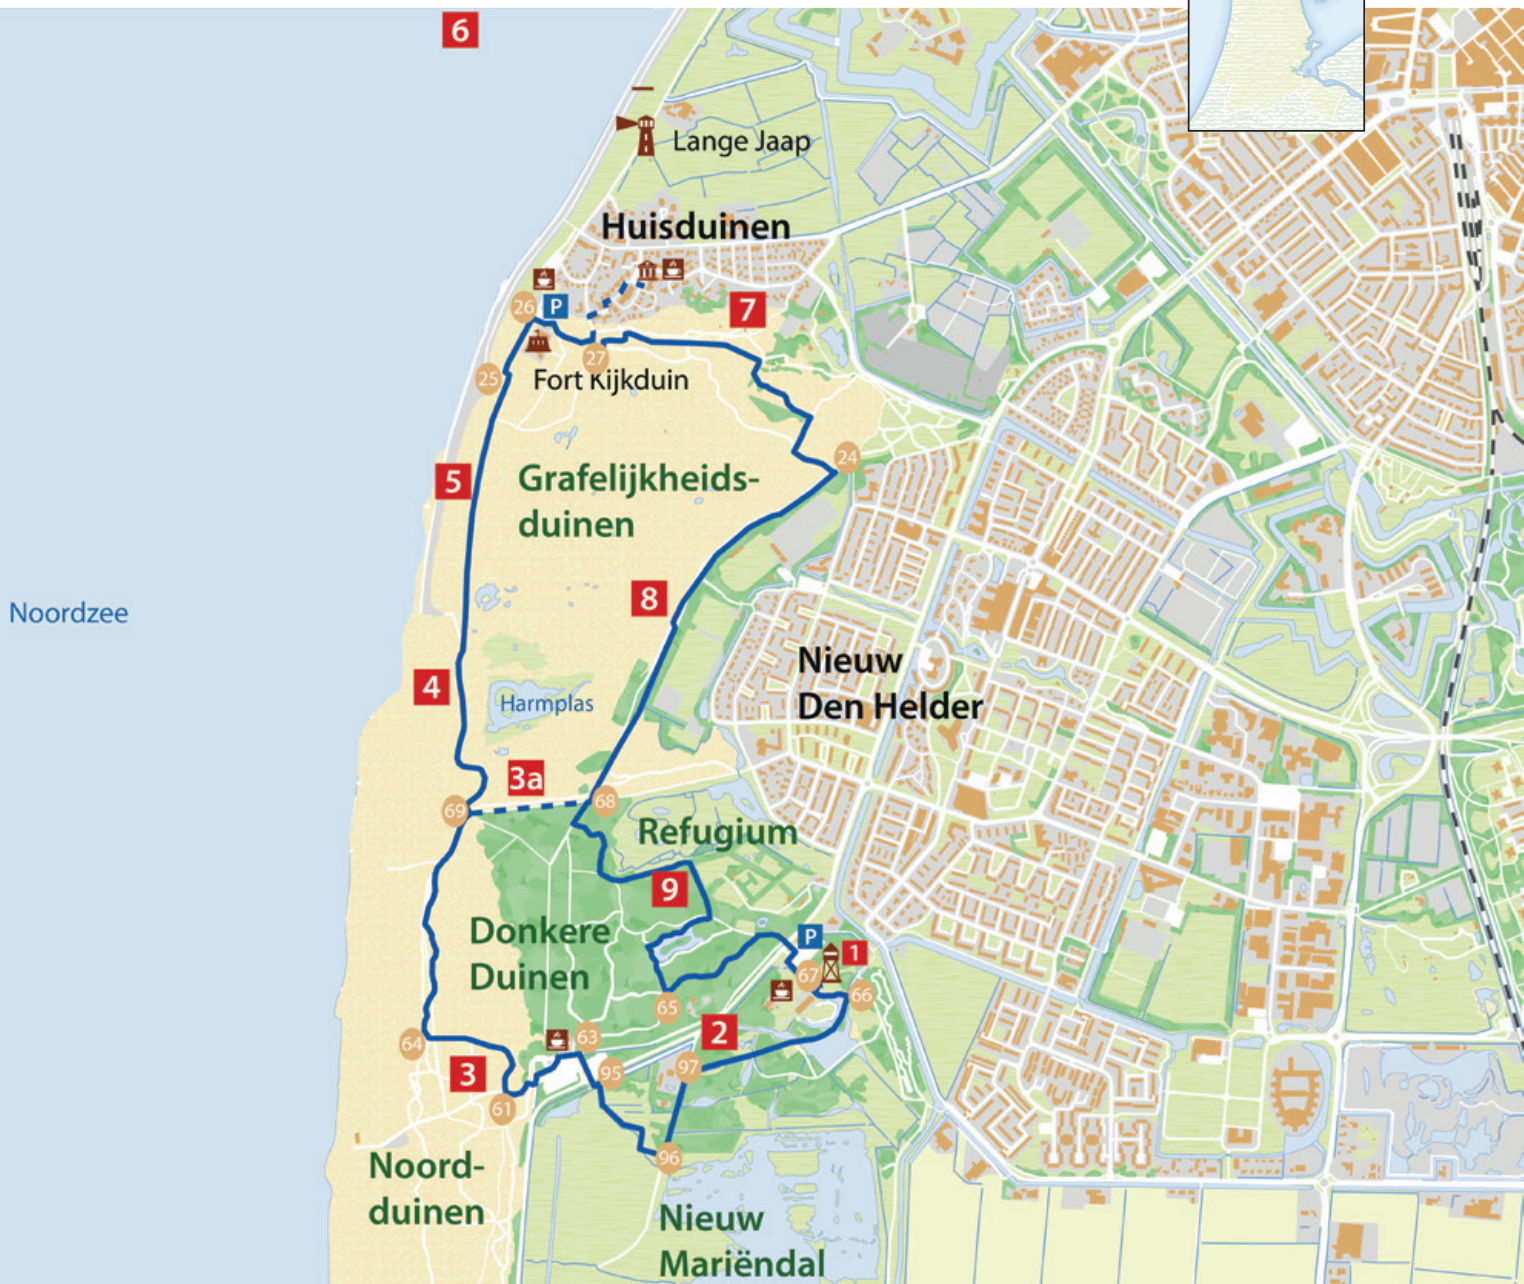 6
Lange Jaap
Huisduinen
26
P
7
27
25
Fort Kijkduin
24
5
Grafelijkheids-
duinen
8
Noordzee
Nieuw
Den Helder
4
Harmplas
3a
69
68
Refugium
9
Donkere
Duinen
P
1
67
66
65
2
64
63
3
95
97
61
96
Noord-
duinen
Nieuw
Mariëndal